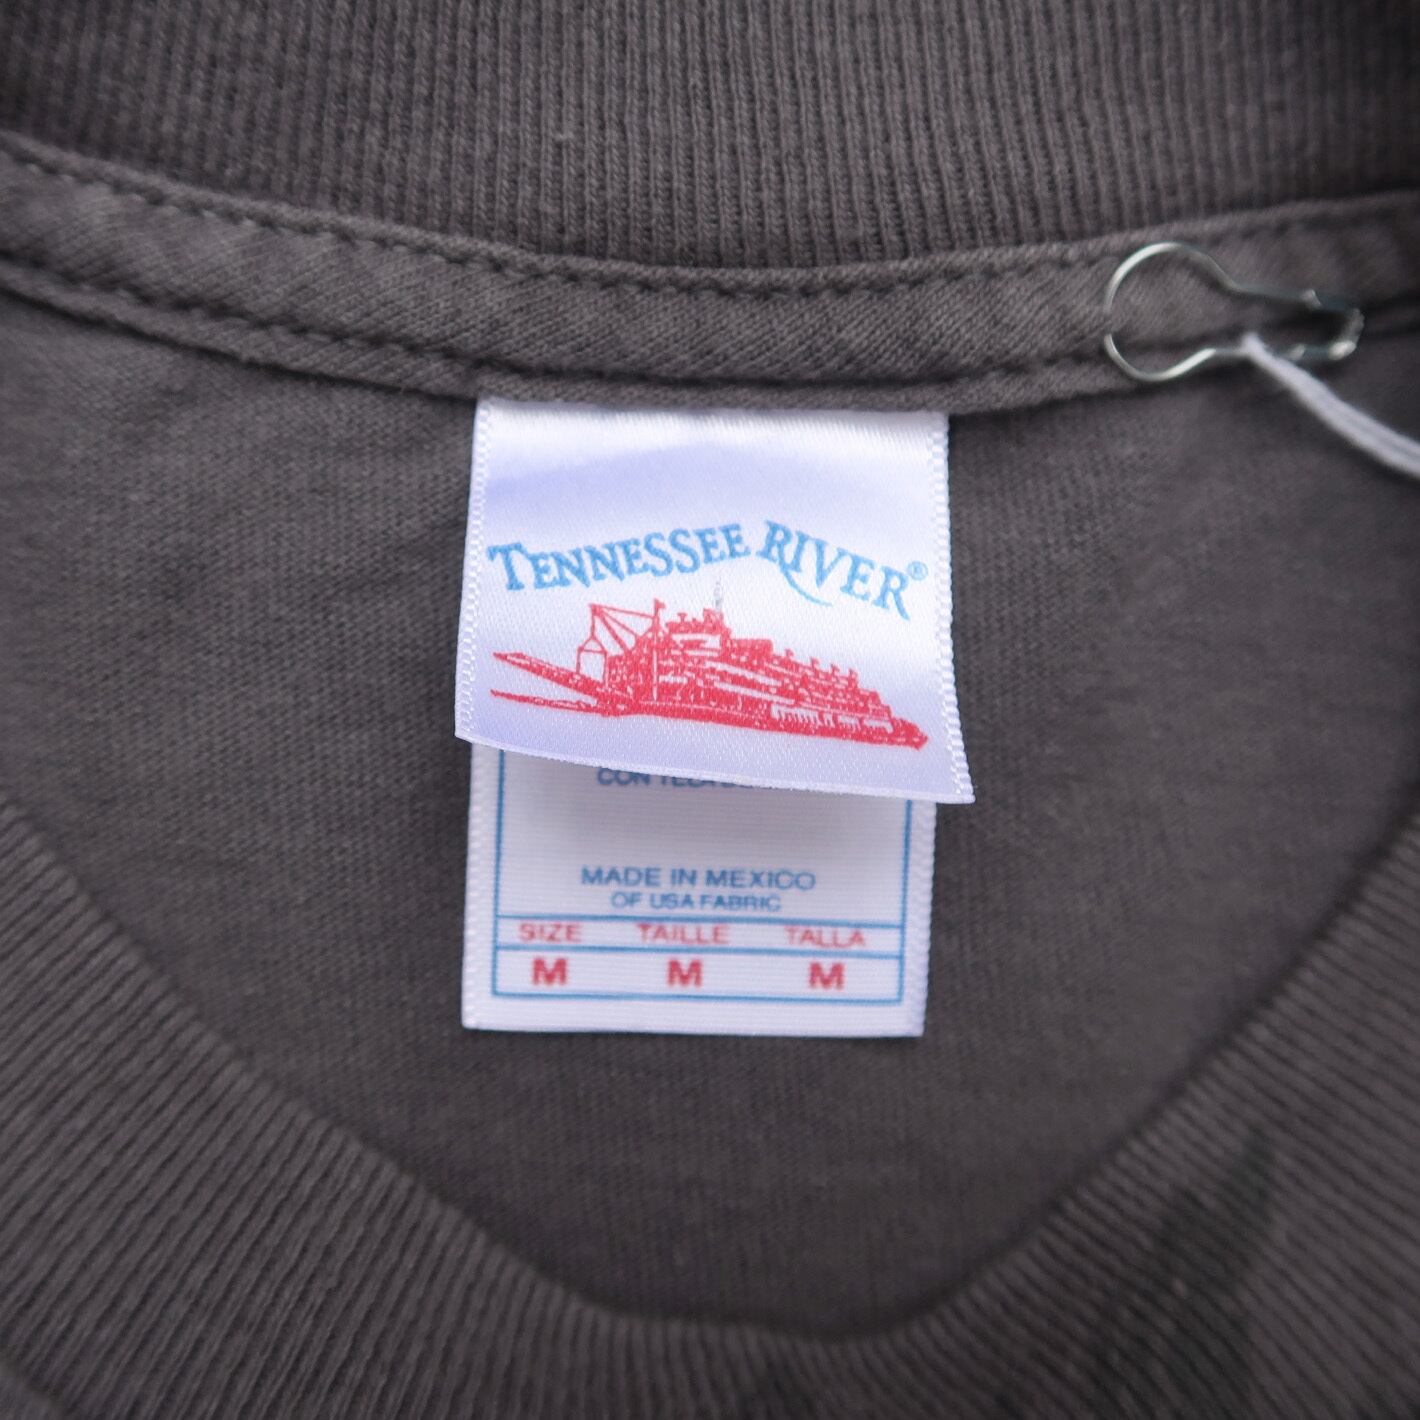 TENNESSEE RIVER®
MADE IN MEXICO
OF USA FABRIC
SIZE TAILLE TALLA
M M M